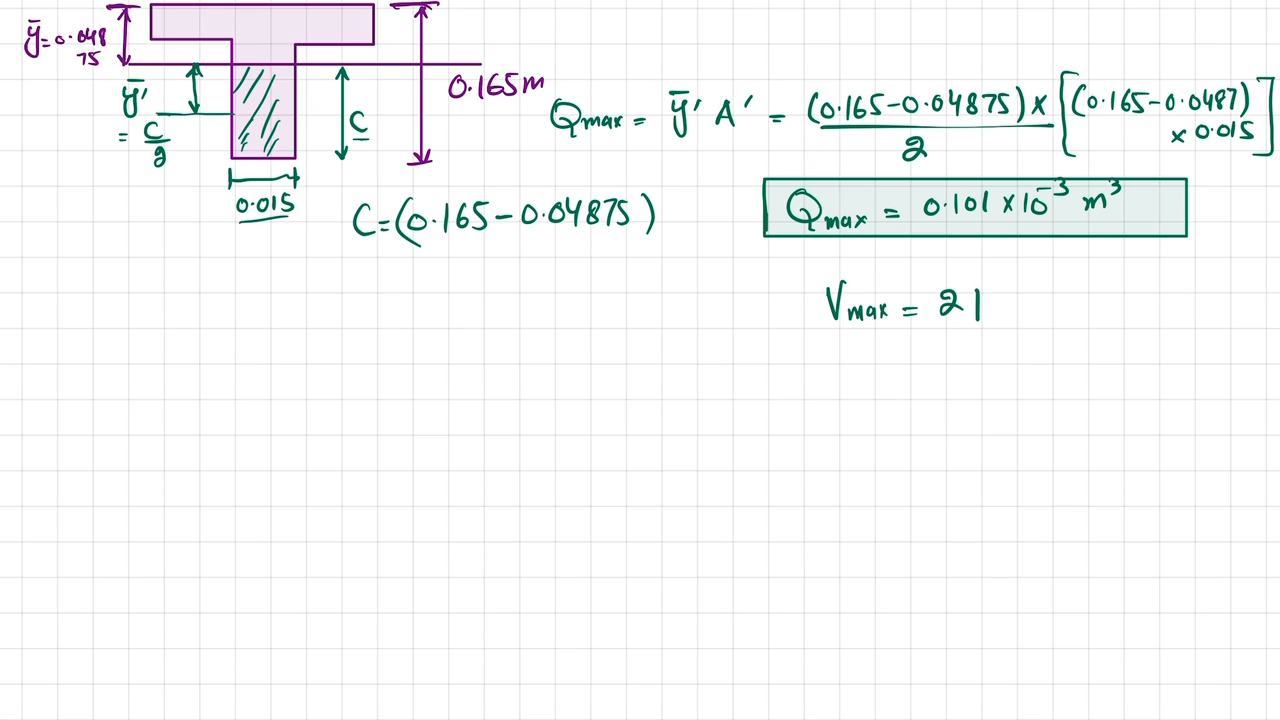 ȳ = 0.048
75
0.165m
ȳ′
= C/2
C
0.015
C = (0.165 - 0.04875)
Qmax = ȳ′ A′ = (0.165 - 0.04875) × / 2 [(0.165 - 0.0487)
× 0.015]
Qmax = 0.101 × 10⁻³ m³
Vmax = 21